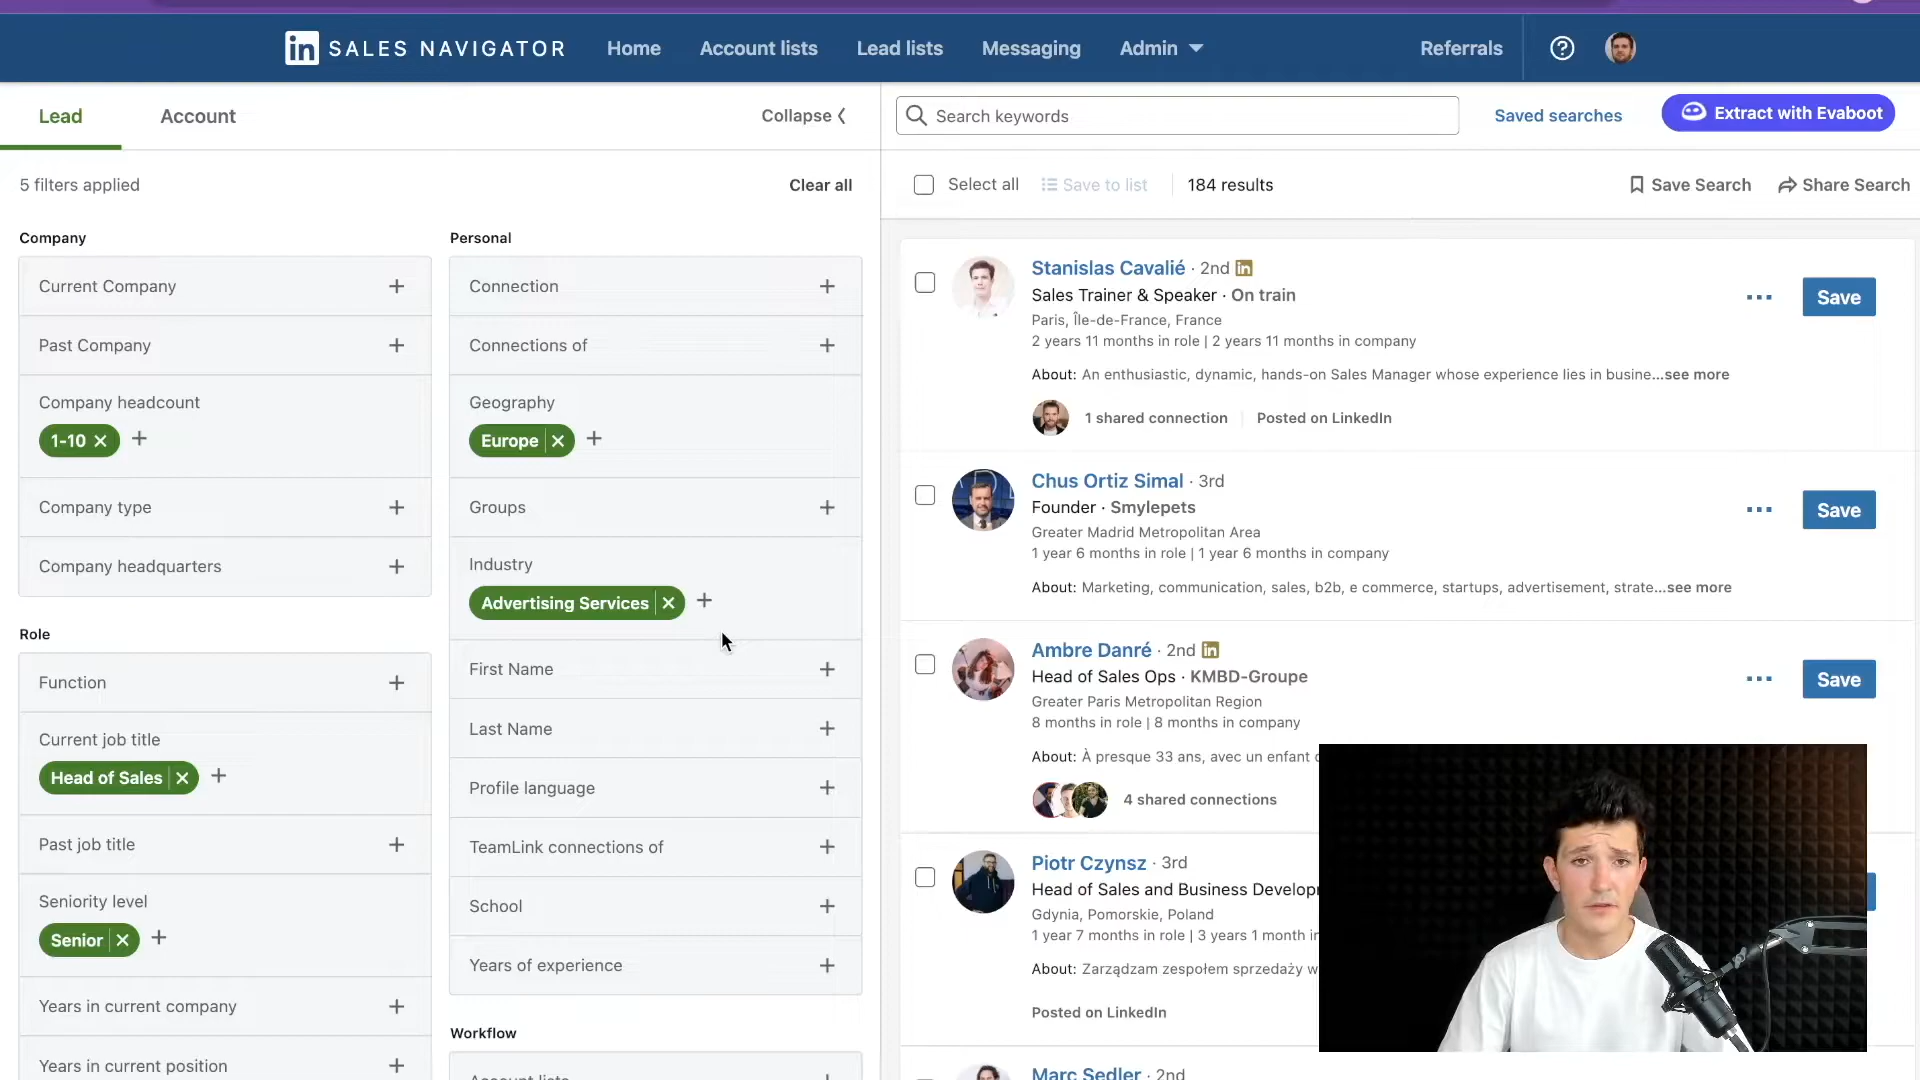 in SALES NAVIGATOR
Home
Account lists
Lead lists
Messaging
Admin
Referrals
Lead
Account
Collapse
Search keywords
Saved searches
Extract with Evaboot
5 filters applied
Clear all
Select all
Save to list
184 results
Save Search
Share Search
Company
Current Company
Past Company
Company headcount
1-10
Company type
Company headquarters
Role
Function
Current job title
Head of Sales
Past job title
Seniority level
Senior
Years in current company
Years in current position
Personal
Connection
Connections of
Geography
Europe
Groups
Industry
Advertising Services
First Name
Last Name
Profile language
TeamLink connections of
School
Years of experience
Workflow
Account lists
Stanislas Cavalié · 2nd in
Sales Trainer & Speaker · On train
Paris, Île-de-France, France
2 years 11 months in role | 2 years 11 months in company
About: An enthusiastic, dynamic, hands-on Sales Manager whose experience lies in busine...see more
1 shared connection
Posted on LinkedIn
Save
Chus Ortiz Simal · 3rd
Founder · Smylepets
Greater Madrid Metropolitan Area
1 year 6 months in role | 1 year 6 months in company
About: Marketing, communication, sales, b2b, e commerce, startups, advertisement, strate...see more
Save
Ambre Danré · 2nd in
Head of Sales Ops · KMBD-Groupe
Greater Paris Metropolitan Region
8 months in role | 8 months in company
About: À presque 33 ans, avec un enfant
4 shared connections
Save
Piotr Czynsz · 3rd
Head of Sales and Business Develop
Gdynia, Pomorskie, Poland
1 year 7 months in role | 3 years 1 month in
About: Zarządzam zespołem sprzedaży w
Posted on LinkedIn
Marc Sedler · 2nd